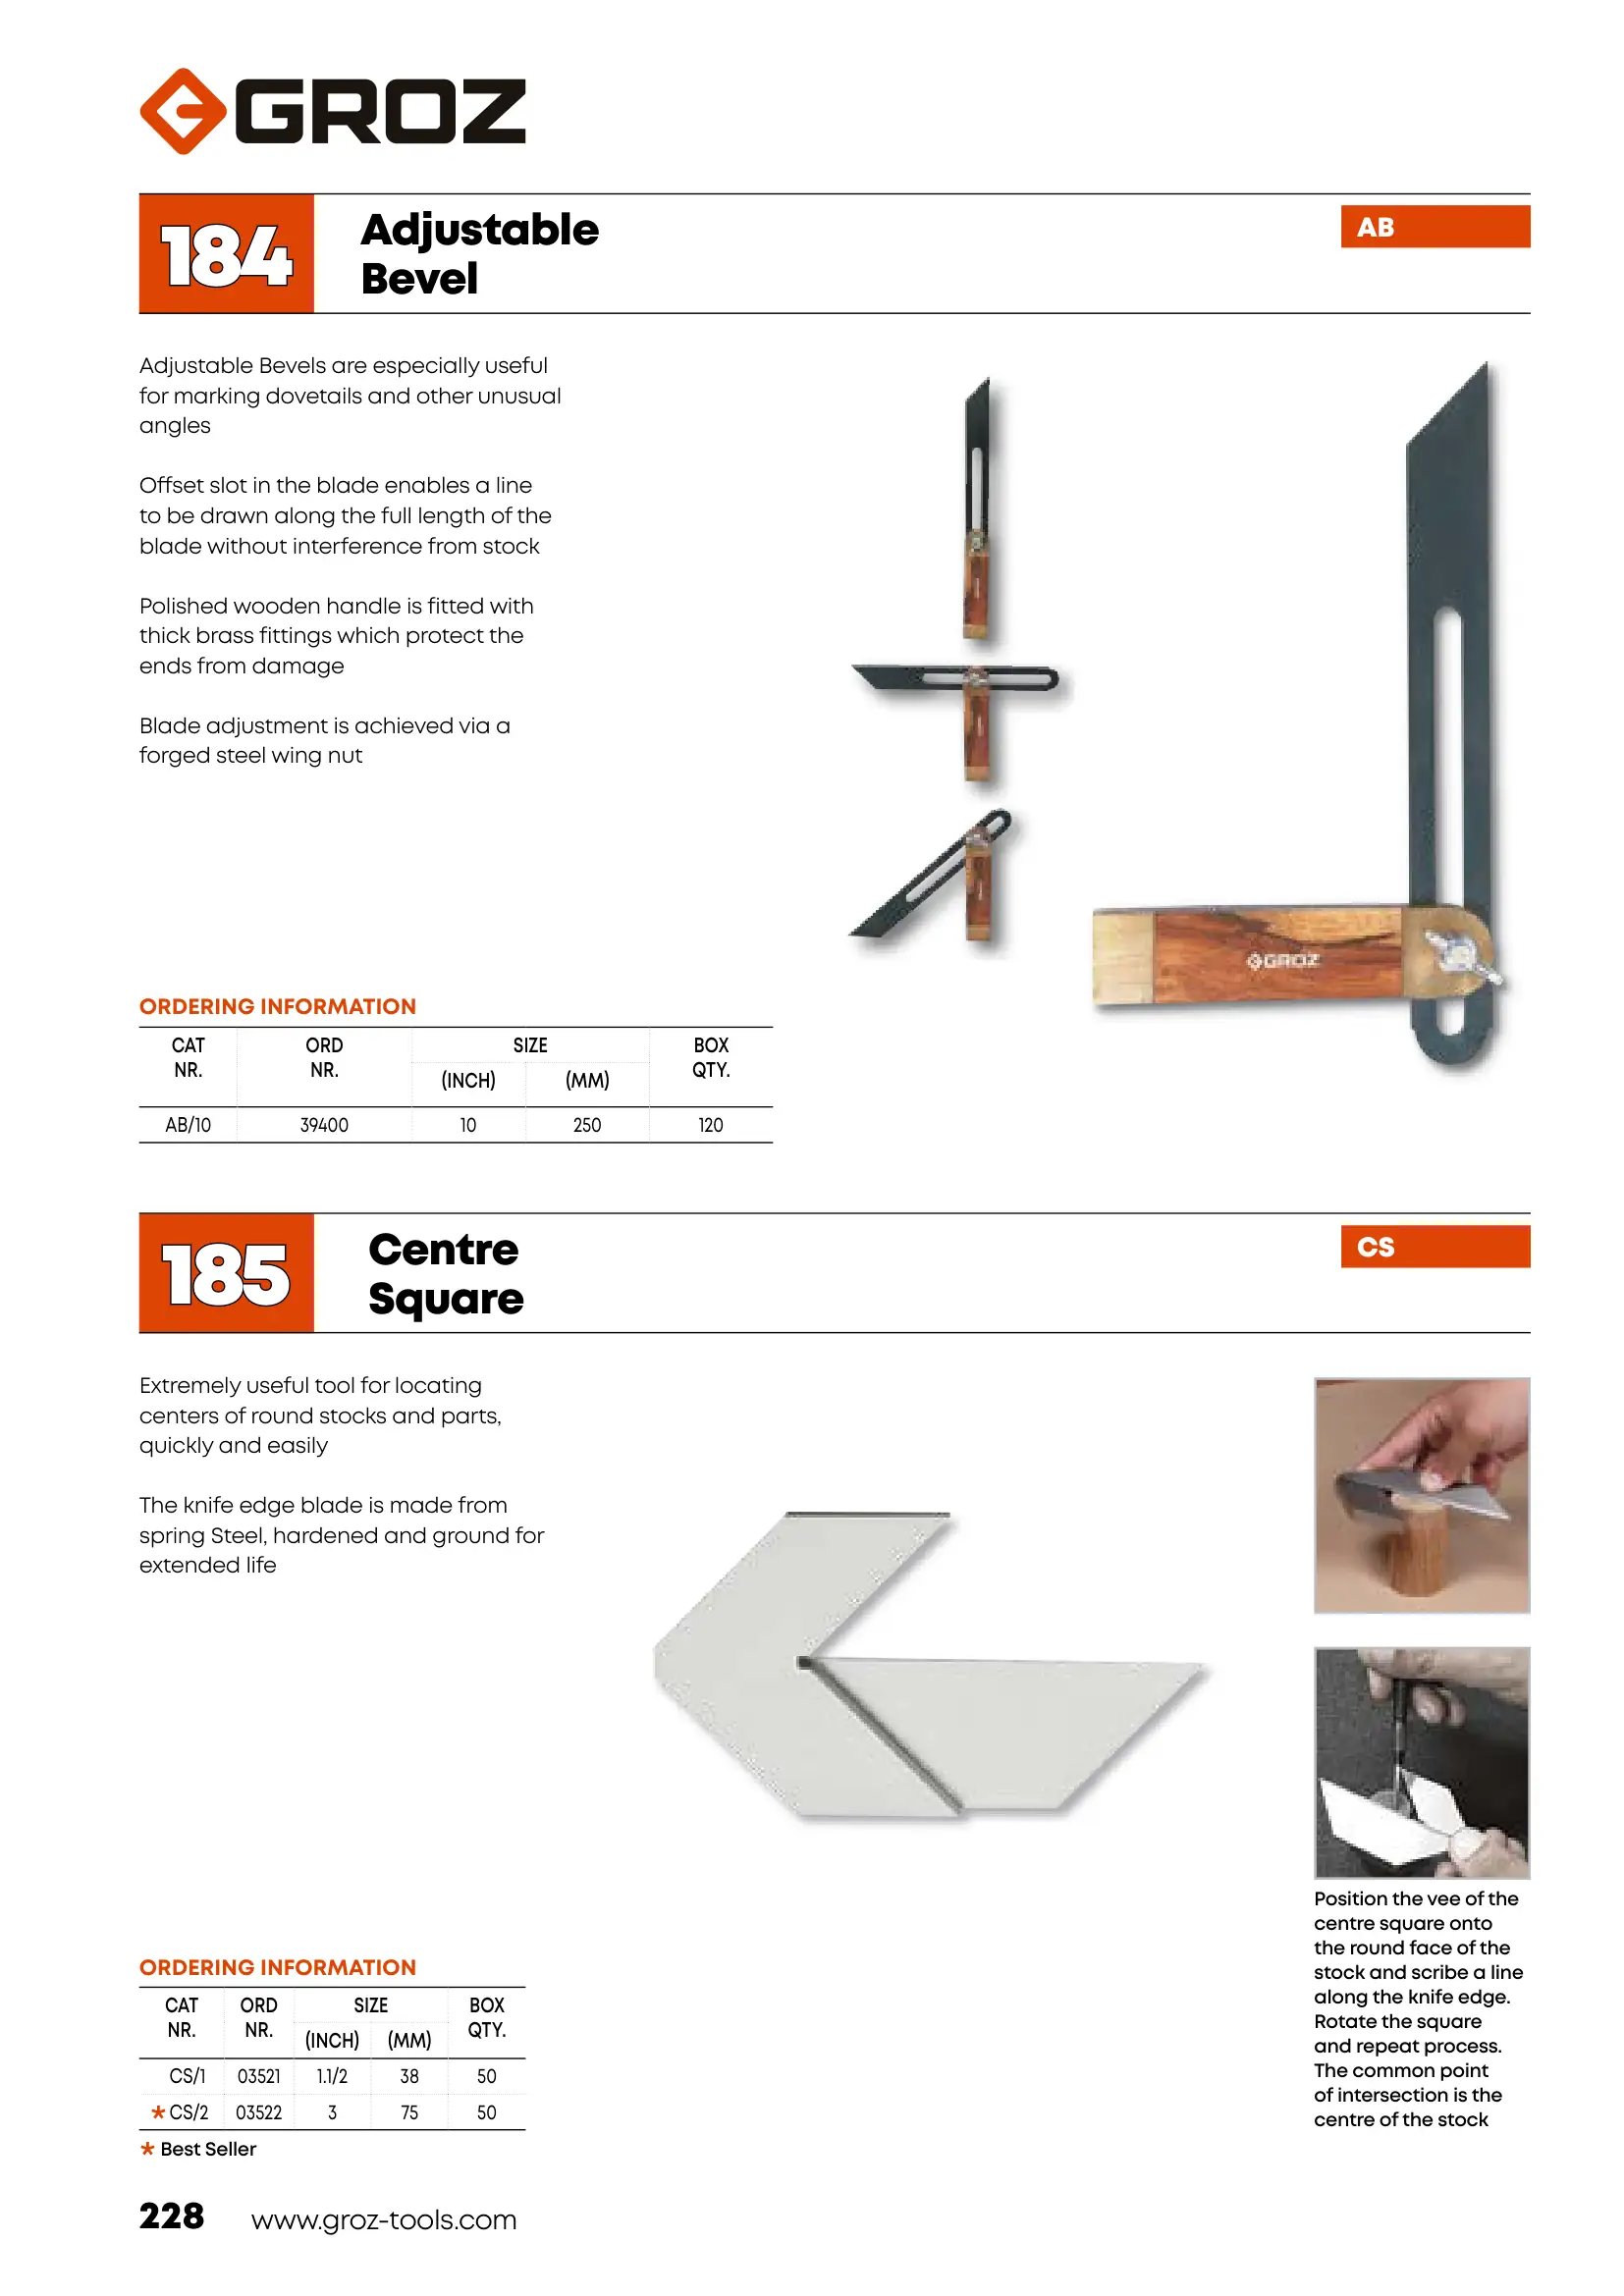 GROZ
184
Adjustable
Bevel
AB
Adjustable Bevels are especially useful
for marking dovetails and other unusual
angles
Offset slot in the blade enables a line
to be drawn along the full length of the
blade without interference from stock
Polished wooden handle is fitted with
thick brass fittings which protect the
ends from damage
Blade adjustment is achieved via a
forged steel wing nut
GROZ
ORDERING INFORMATION
CAT NR. ORD NR. SIZE BOX QTY.
(INCH) (MM)
AB/10 39400 10 250 120
185
Centre
Square
CS
Extremely useful tool for locating
centers of round stocks and parts,
quickly and easily
The knife edge blade is made from
spring Steel, hardened and ground for
extended life
Position the vee of the
centre square onto
the round face of the
stock and scribe a line
along the knife edge.
Rotate the square
and repeat process.
The common point
of intersection is the
centre of the stock
ORDERING INFORMATION
CAT NR. ORD NR. SIZE BOX QTY.
(INCH) (MM)
CS/1 03521 1.1/2 38 50
* CS/2 03522 3 75 50
* Best Seller
228 www.groz-tools.com